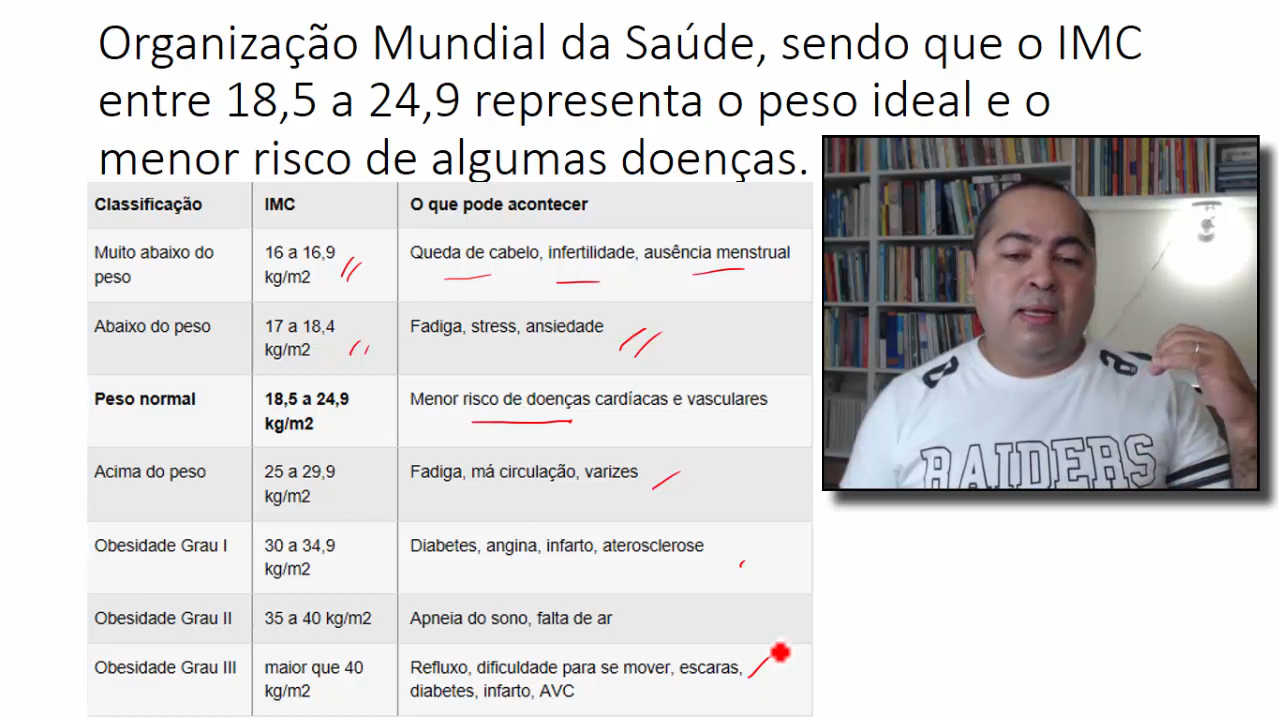 Organização Mundial da Saúde, sendo que o IMC
entre 18,5 a 24,9 representa o peso ideal e o
menor risco de algumas doenças.
Classificação IMC O que pode acontecer
Muito abaixo do
peso
16 a 16,9
kg/m2
Queda de cabelo, infertilidade, ausência menstrual
Abaixo do peso
17 a 18,4
kg/m2
Fadiga, stress, ansiedade
Peso normal
18,5 a 24,9
kg/m2
Menor risco de doenças cardíacas e vasculares
Acima do peso
25 a 29,9
kg/m2
Fadiga, má circulação, varizes
Obesidade Grau I
30 a 34,9
kg/m2
Diabetes, angina, infarto, aterosclerose
Obesidade Grau II
35 a 40 kg/m2
Apneia do sono, falta de ar
Obesidade Grau III
maior que 40
kg/m2
Refluxo, dificuldade para se mover, escaras,
diabetes, infarto, AVC
RAIDERS